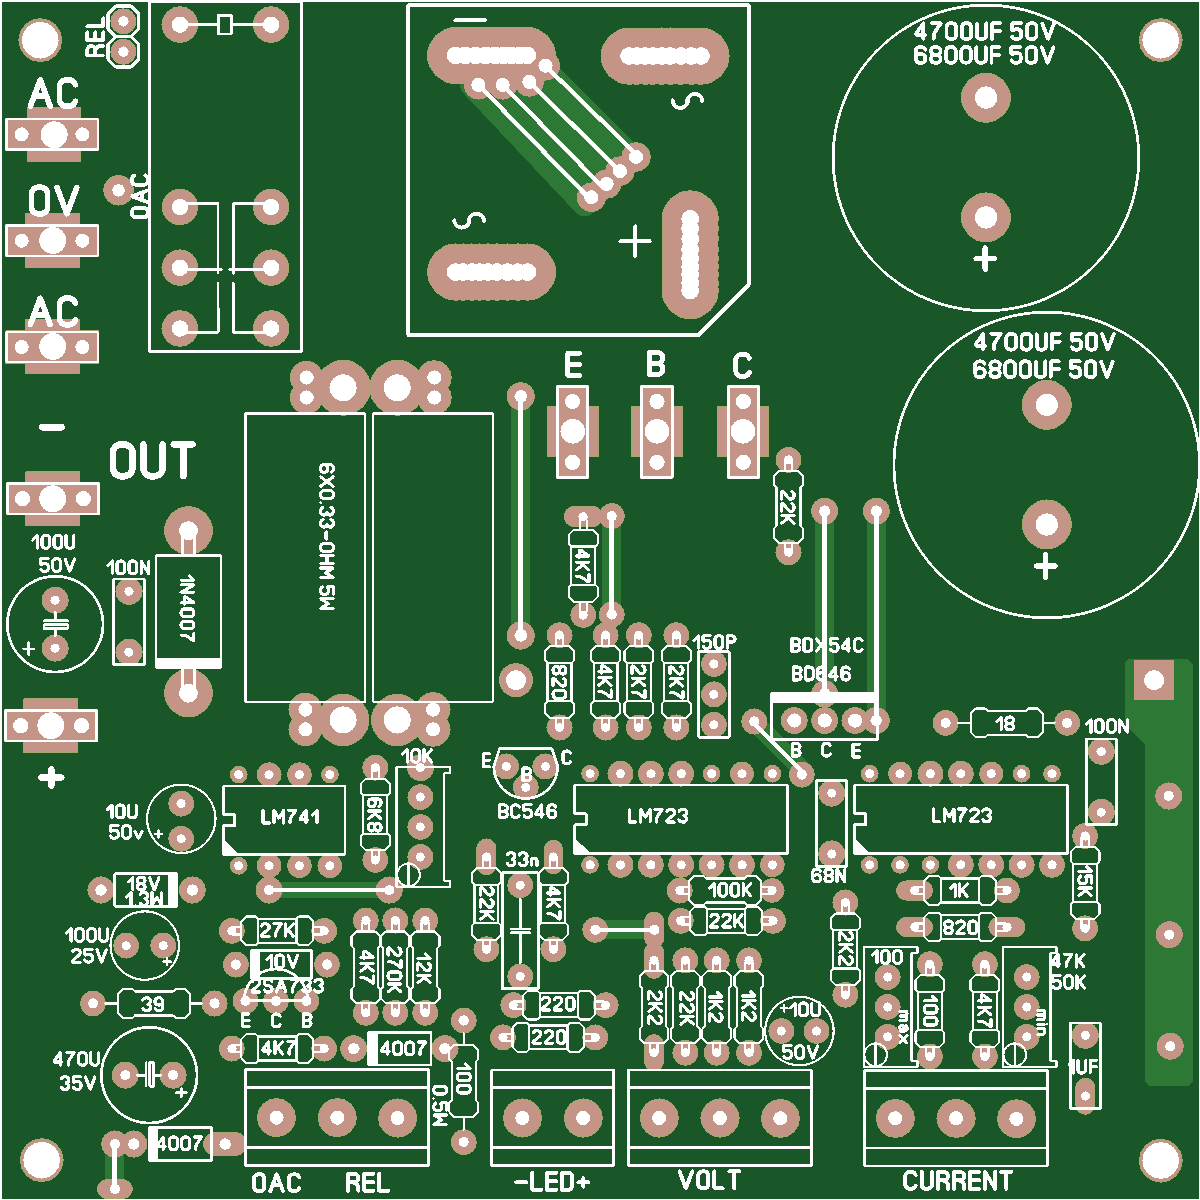 REL
4700UF 50V
6800UF 50V
AC
OAC
OV
AC
4700UF 50V
6800UF 50V
E B C
-
OUT
22K
6X0.33-OHM 5W
100U
50V
100N
1N4007
4K7
820
4K7
2K7
2K7
150P
BDX54C
BD646
B C E
18
100N
+
10K
E
C
B
BC546
10U
50v
LM741
6K8
LM723
LM723
68N
33n
18V
1.3W
22K
4K7
100K
22K
1K
820
15K
100U
25V
27K
10V
2SA733
E C B
4K7
270K
12K
2K2
100
47K
50K
39
220
220
2K2
22K
1K2
1K2
10U
50V
100
max
4K7
min
470U
35V
4K7
4007
100
0.5W
1UF
4007
OAC REL -LED+ VOLT CURRENT